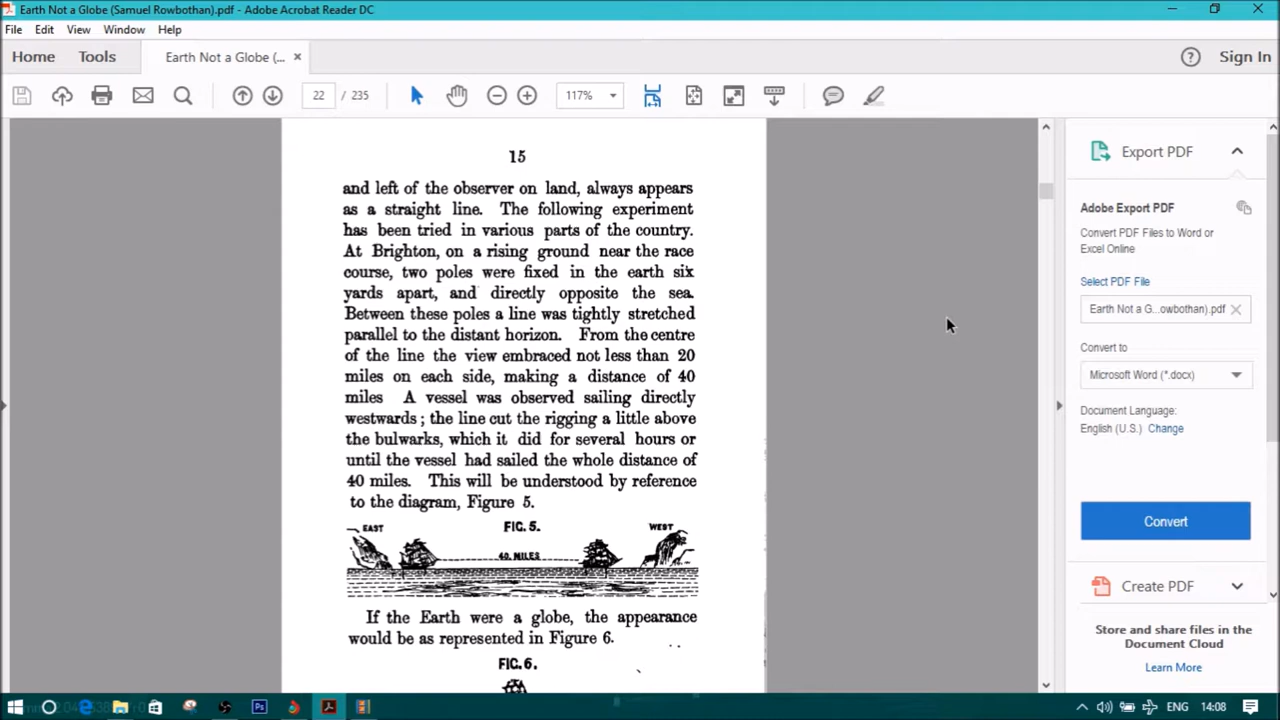 Earth Not a Globe (Samuel Rowbothan).pdf - Adobe Acrobat Reader DC
File Edit View Window Help
Home Tools Earth Not a Globe (... × Sign In
22 / 235 117%
15
and left of the observer on land, always appears
as a straight line. The following experiment
has been tried in various parts of the country.
At Brighton, on a rising ground near the race
course, two poles were fixed in the earth six
yards apart, and directly opposite the sea.
Between these poles a line was tightly stretched
parallel to the distant horizon. From the centre
of the line the view embraced not less than 20
miles on each side, making a distance of 40
miles A vessel was observed sailing directly
westwards; the line cut the rigging a little above
the bulwarks, which it did for several hours or
until the vessel had sailed the whole distance of
40 miles. This will be understood by reference
to the diagram, Figure 5.
EAST FIG. 5. WEST
40. MILES
If the Earth were a globe, the appearance
would be as represented in Figure 6.
FIG. 6.
Export PDF
Adobe Export PDF
Convert PDF Files to Word or
Excel Online
Select PDF File
Earth Not a G...owbothan).pdf
Convert to
Microsoft Word (*.docx)
Document Language:
English (U.S.) Change
Convert
Create PDF
Store and share files in the
Document Cloud
Learn More
ENG 14:08